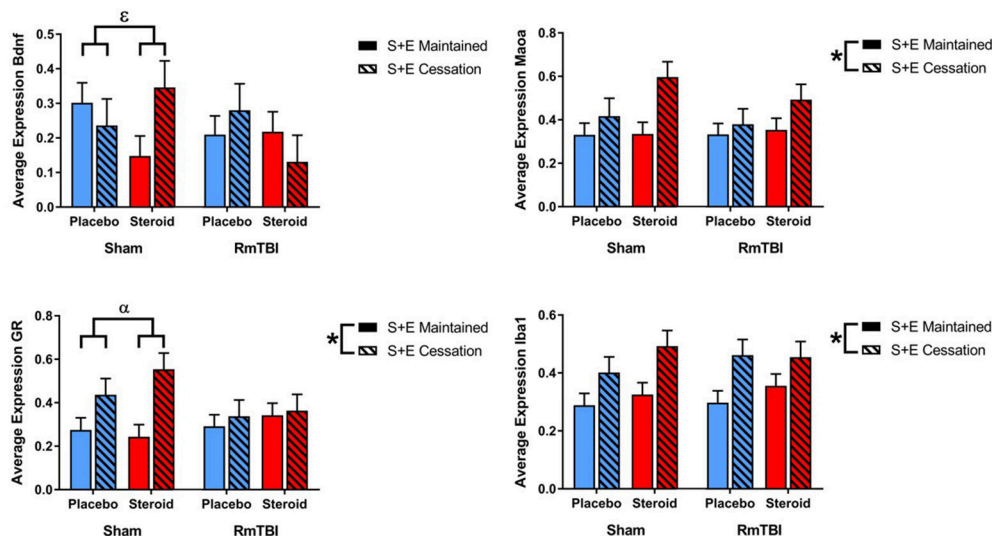 ε
Average Expression Bdnf
0.5
0.4
0.3
0.2
0.1
0.0
Placebo Steroid Placebo Steroid
Sham RmTBI
S+E Maintained
S+E Cessation
Average Expression Maoa
0.8
0.6
0.4
0.2
0.0
Placebo Steroid Placebo Steroid
Sham RmTBI
* S+E Maintained
S+E Cessation
α
Average Expression GR
0.8
0.6
0.4
0.2
0.0
Placebo Steroid Placebo Steroid
Sham RmTBI
* S+E Maintained
S+E Cessation
Average Expression Iba1
0.6
0.4
0.2
0.0
Placebo Steroid Placebo Steroid
Sham RmTBI
* S+E Maintained
S+E Cessation